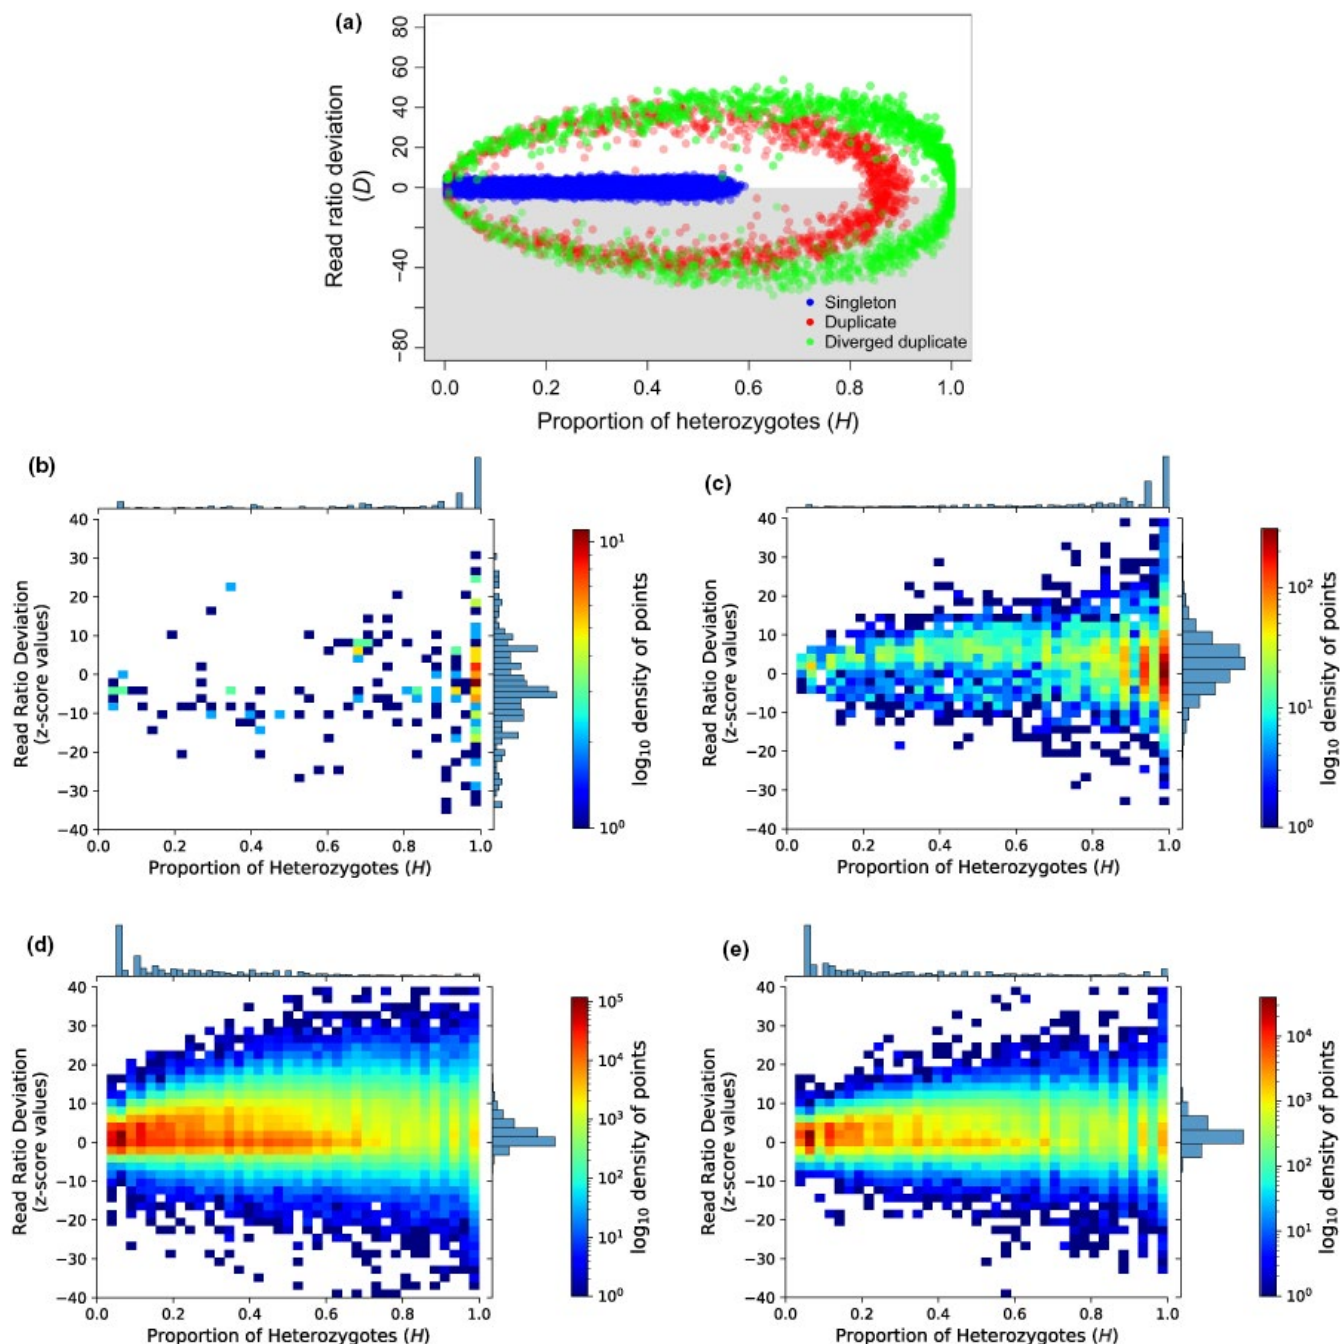 (a)
80
60
40
20
0
−40
−80
Read ratio deviation
(D)
Singleton
Duplicate
Diverged duplicate
0.0 0.2 0.4 0.6 0.8 1.0
Proportion of heterozygotes (H)
(b)
40
30
20
10
0
−10
−20
−30
−40
Read Ratio Deviation
(z-score values)
0.0 0.2 0.4 0.6 0.8 1.0
Proportion of Heterozygotes (H)
10¹
10⁰
log₁₀ density of points
(c)
40
30
20
10
0
−10
−20
−30
−40
Read Ratio Deviation
(z-score values)
0.0 0.2 0.4 0.6 0.8 1.0
Proportion of Heterozygotes (H)
10²
10¹
10⁰
log₁₀ density of points
(d)
40
30
20
10
0
−10
−20
−30
−40
Read Ratio Deviation
(z-score values)
0.0 0.2 0.4 0.6 0.8 1.0
Proportion of Heterozygotes (H)
10⁵
10⁴
10³
10²
10¹
10⁰
log₁₀ density of points
(e)
40
30
20
10
0
−10
−20
−30
−40
Read Ratio Deviation
(z-score values)
0.0 0.2 0.4 0.6 0.8 1.0
Proportion of Heterozygotes (H)
10⁴
10³
10²
10¹
10⁰
log₁₀ density of points